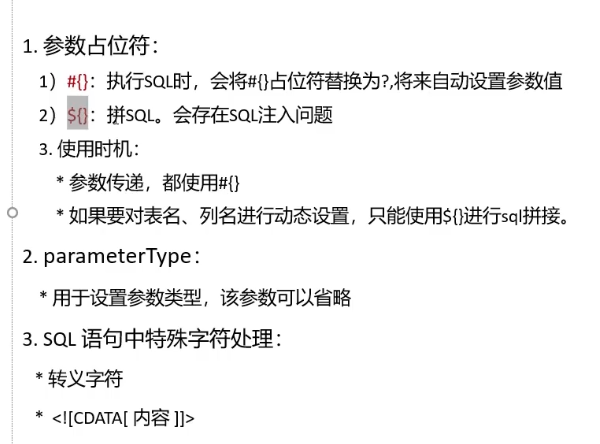 1. 参数占位符：
1）#{}：执行SQL时，会将#{}占位符替换为?,将来自动设置参数值
2）${}：拼SQL。会存在SQL注入问题
3. 使用时机：
* 参数传递，都使用#{}
* 如果要对表名、列名进行动态设置，只能使用${}进行sql拼接。
2. parameterType：
* 用于设置参数类型，该参数可以省略
3. SQL 语句中特殊字符处理：
* 转义字符
* <![CDATA[ 内容 ]]>